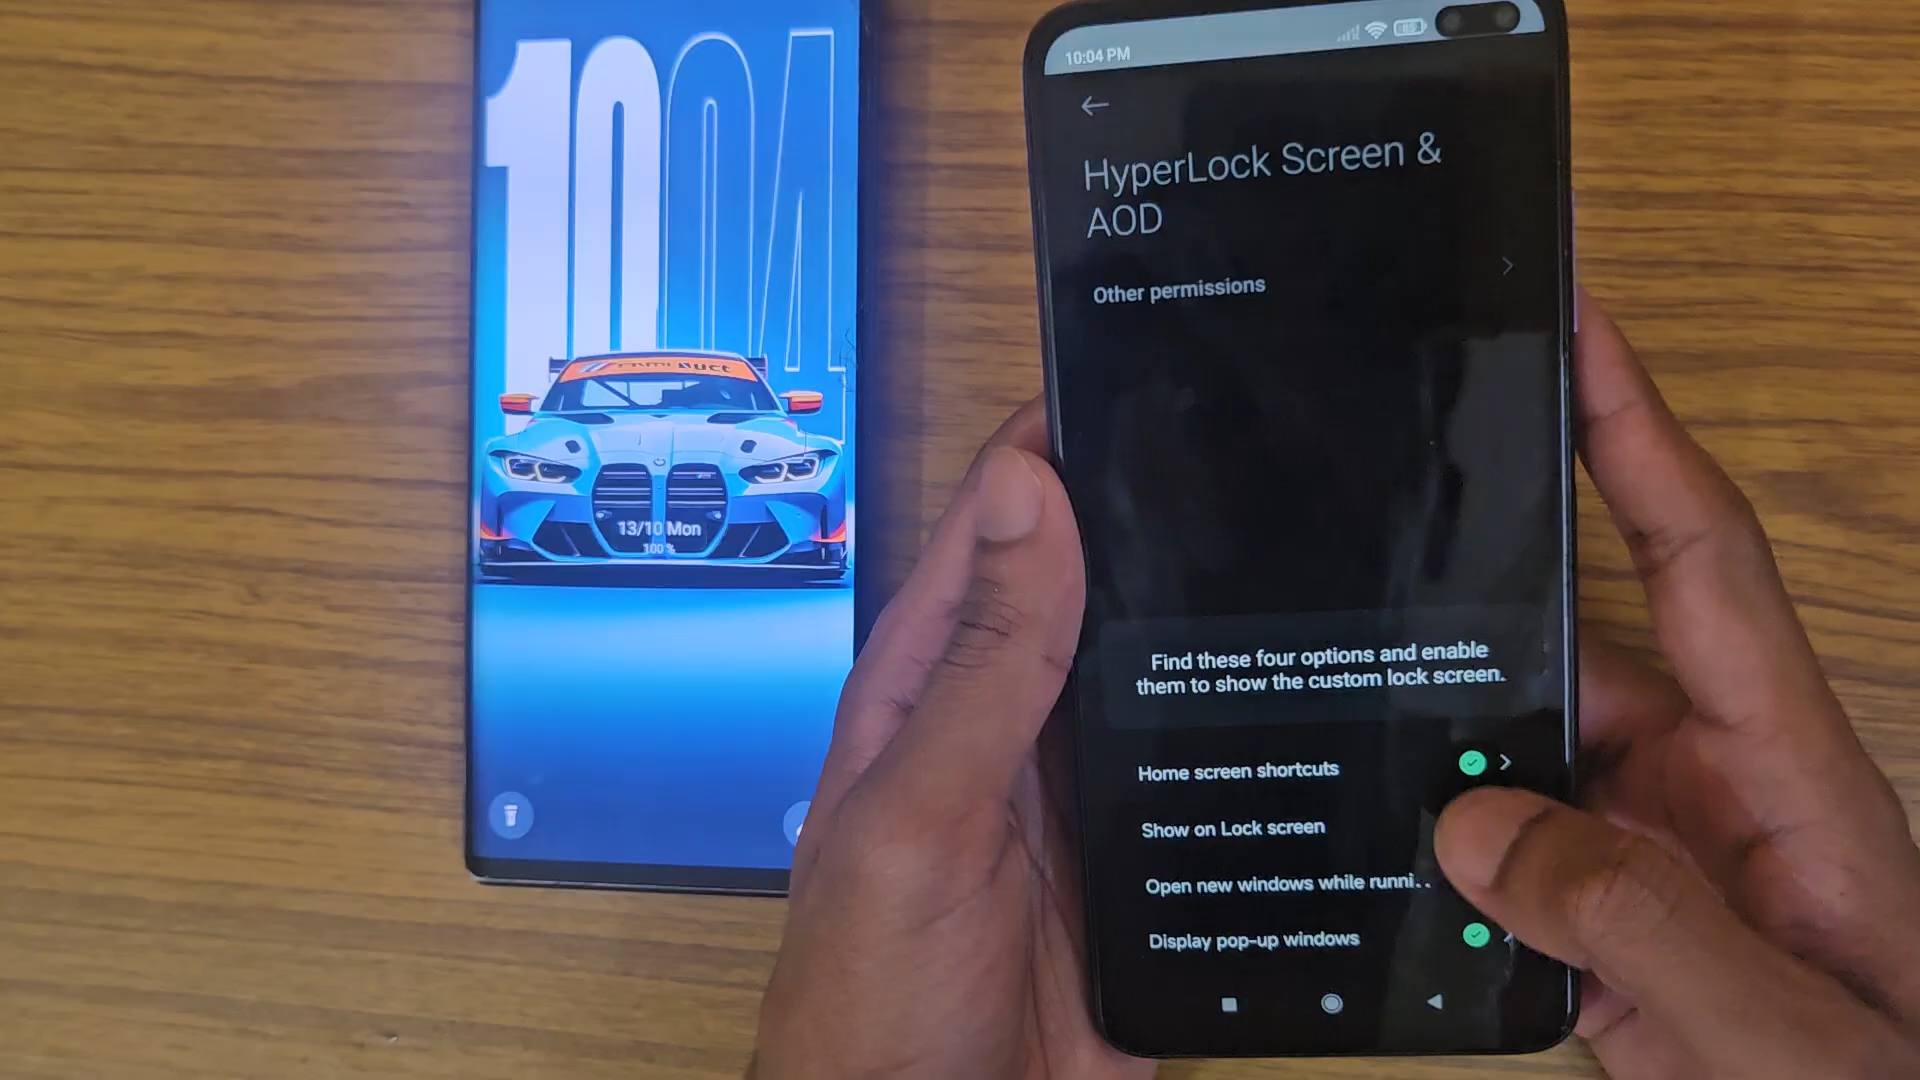 1004
13/10 Mon
100 %
10:04 PM
HyperLock Screen &
AOD
Other permissions
Find these four options and enable
them to show the custom lock screen.
Home screen shortcuts
Show on Lock screen
Open new windows while runni..
Display pop-up windows